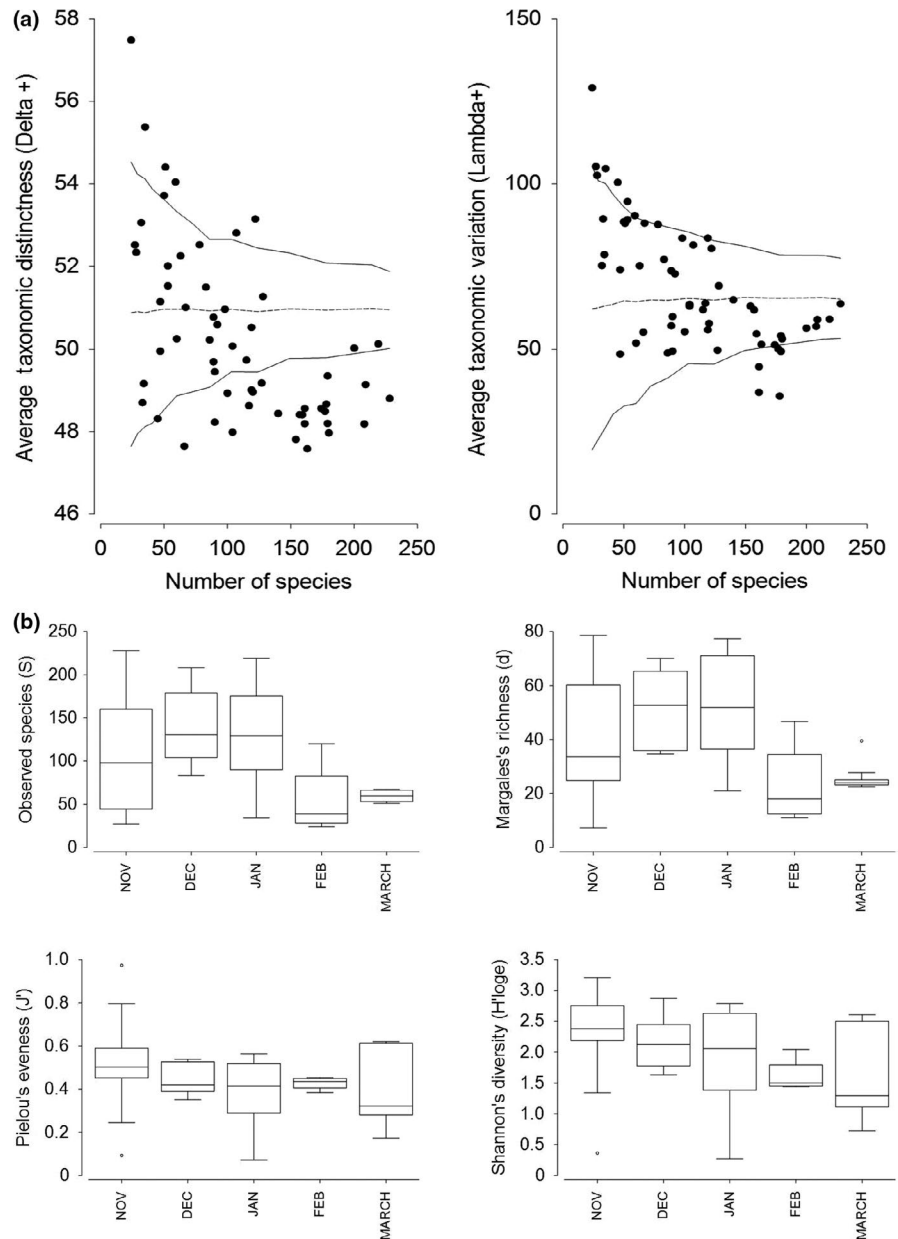 (a)
58
56
54
52
50
48
46
Average taxonomic distinctness (Delta +)
0 50 100 150 200 250
Number of species
150
100
50
0
Average taxonomic variation (Lambda+)
0 50 100 150 200 250
Number of species
(b)
250
200
150
100
50
0
Observed species (S)
NOV DEC JAN FEB MARCH
80
60
40
20
0
Margales's richness (d)
NOV DEC JAN FEB MARCH
1.0
0.8
0.6
0.4
0.2
0
Pielou's eveness (J')
NOV DEC JAN FEB MARCH
3.5
3.0
2.5
2.0
1.5
1.0
0.5
0
Shannon's diversity (H'loge)
NOV DEC JAN FEB MARCH